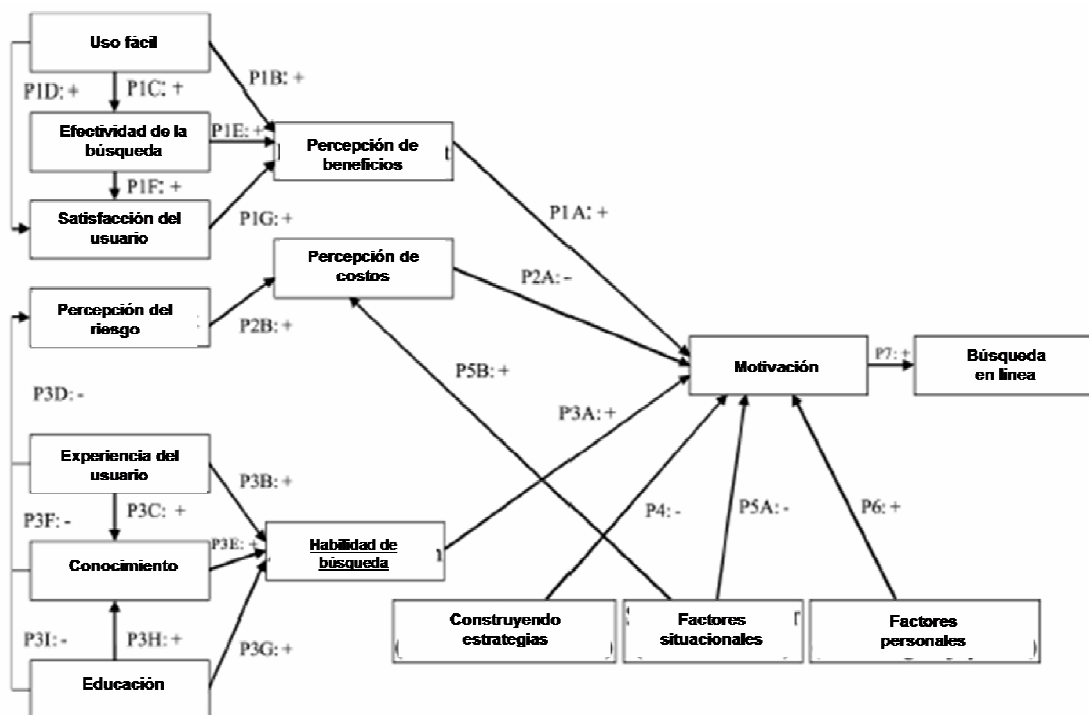 Uso fácil
P1D: +
P1C: +
P1B: +
Efectividad de la
búsqueda
P1E: +
Percepción de
beneficios
P1F: +
P1G: +
P1A: +
Satisfacción del
usuario
Percepción de
costos
P2A: -
Percepción del
riesgo
P2B: +
P5B: +
Motivación
P7: +
Búsqueda
en línea
P3D: -
P3A: +
Experiencia del
usuario
P3B: +
P3F: -
P3C: +
P4: -
P5A: -
P6: +
Conocimiento
P3E: +
Habilidad de
búsqueda
P3I: -
P3H: +
P3G: +
Construyendo
estrategias
Factores
situacionales
Factores
personales
Educación